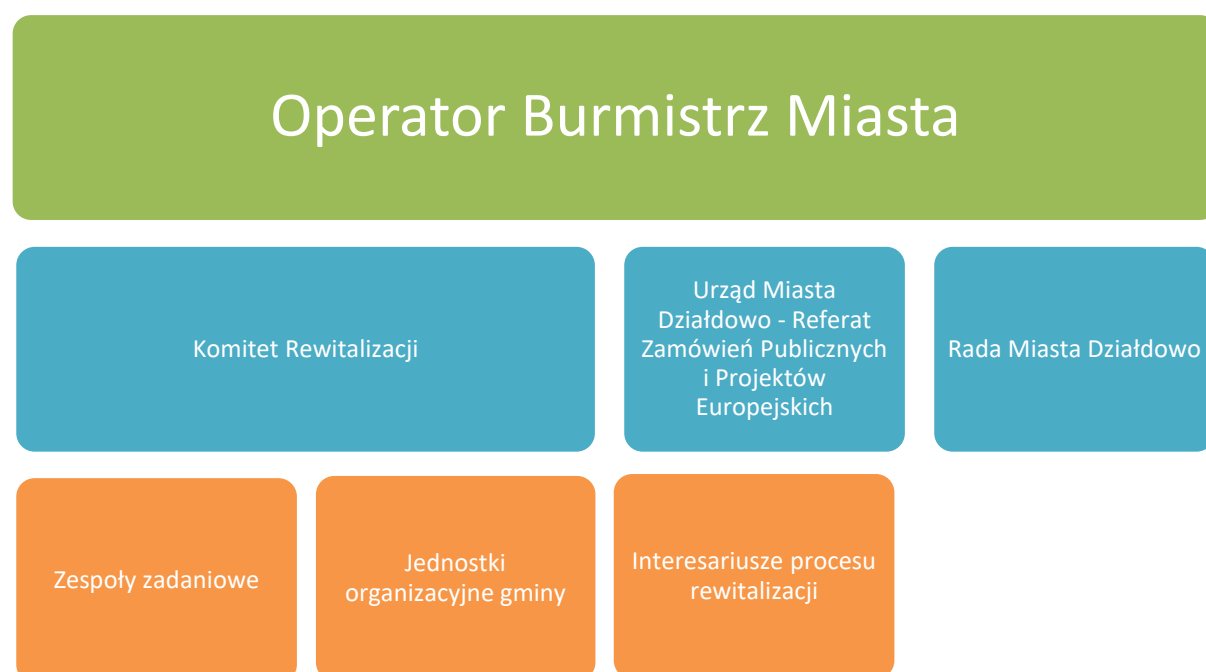 Operator Burmistrz Miasta
Komitet Rewitalizacji
Urząd Miasta
Działdowo - Referat
Zamówień Publicznych
i Projektów
Europejskich
Rada Miasta Działdowo
Zespoły zadaniowe
Jednostki
organizacyjne gminy
Interesariusze procesu
rewitalizacji